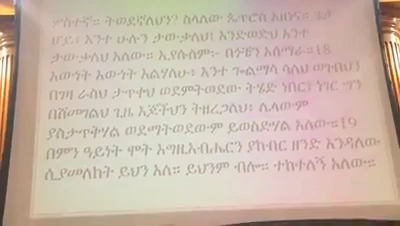 ሦስተኛ። ትወደኛለህን? ስላለው ጴጥሮስ አዘነና። ጌታ
ሆይ፥ አንተ ሁሉን ታውቃለህ፤ እንድወድህ አንተ
ታውቃለህ አለው። ኢየሱስም፦ በጎቼን አሰማራ።18
እውነት እውነት እልሃለሁ፥ አንተ ጐልማሳ ሳለህ ወገብህን
በገዛ ራስህ ታጥቀህ ወደምትወደው ትሄድ ነበር፤ ነገር ግን
በሸመገልህ ጊዜ እጆችህን ትዘረጋለህ፥ ሌላውም
ያስታጥቅሃል ወደማትወደውም ይወስድሃል አለው።19
በምን ዓይነት ሞት እግዚአብሔርን ያከብር ዘንድ እንዳለው
ሲያመለክት ይህን አለ። ይህንም ብሎ። ተከተለኝ አለው።